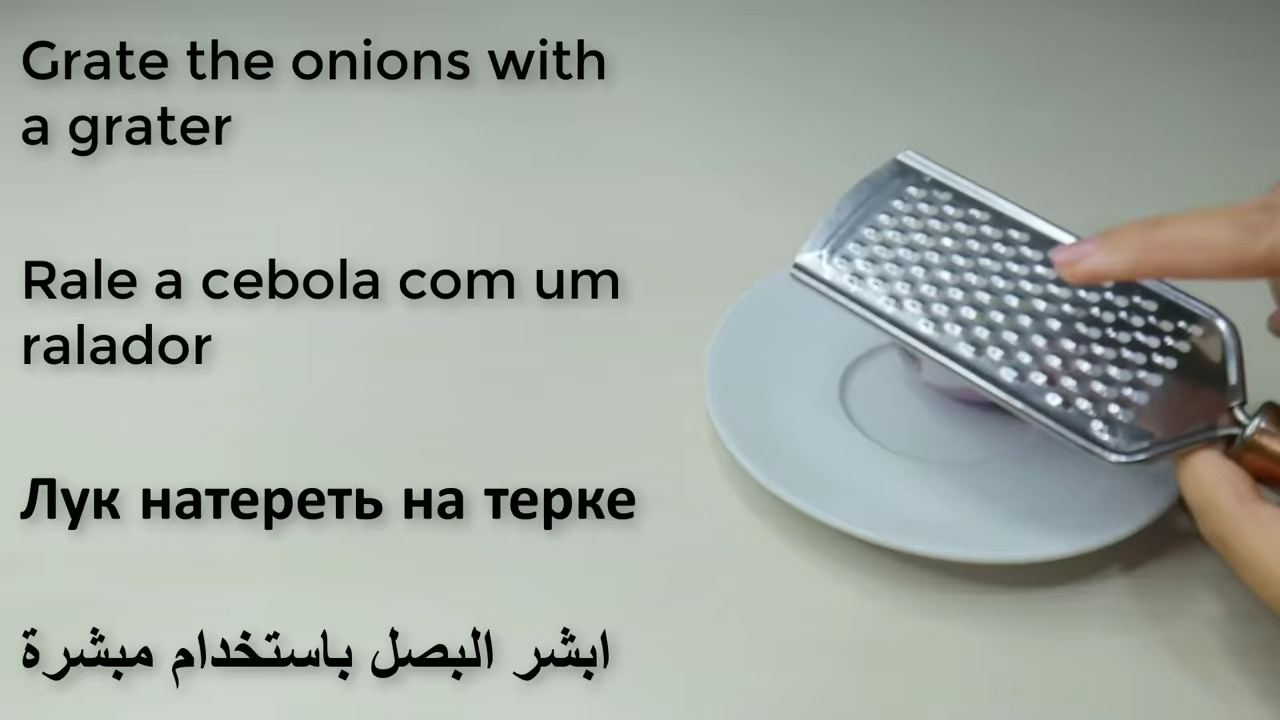 Grate the onions with
a grater
Rale a cebola com um
ralador
Лук натереть на терке
ابشر البصل باستخدام مبشرة